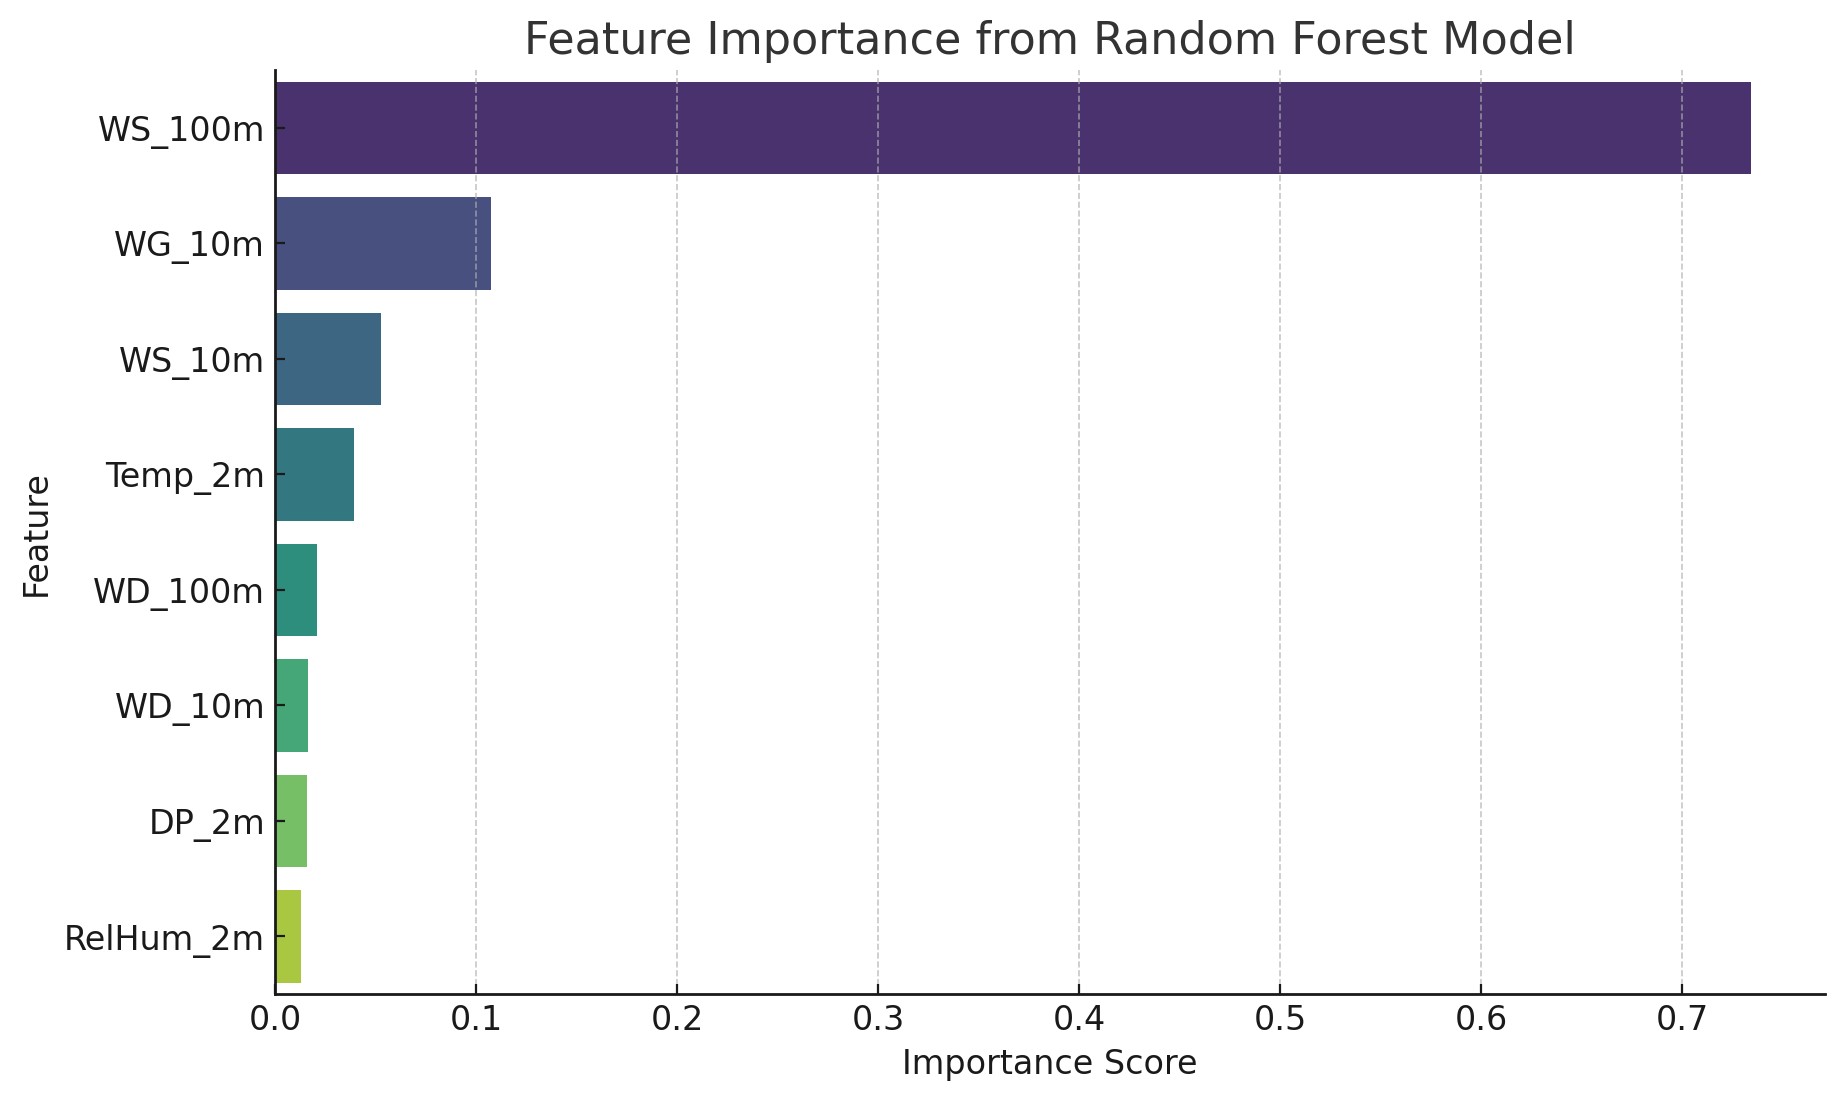 Feature Importance from Random Forest Model
WS_100m
WG_10m
WS_10m
Temp_2m
WD_100m
WD_10m
DP_2m
RelHum_2m
Feature
0.0 0.1 0.2 0.3 0.4 0.5 0.6 0.7
Importance Score